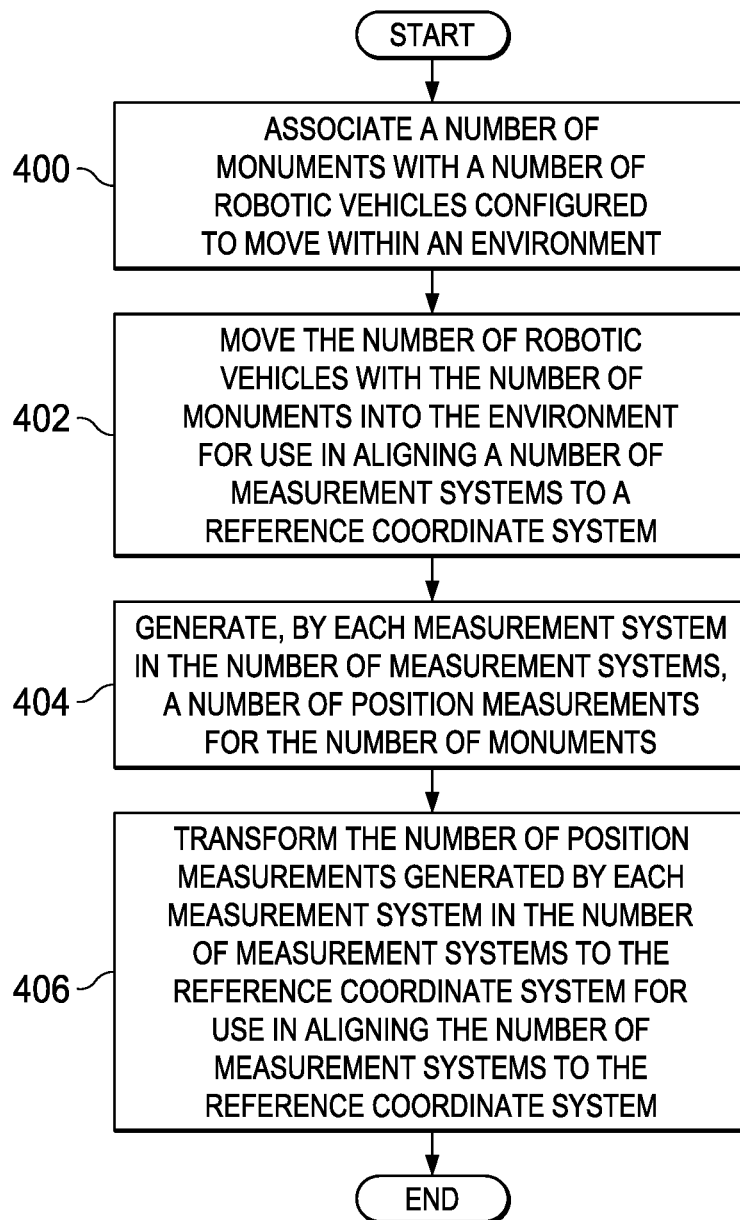 START
400
ASSOCIATE A NUMBER OF
MONUMENTS WITH A NUMBER OF
ROBOTIC VEHICLES CONFIGURED
TO MOVE WITHIN AN ENVIRONMENT
402
MOVE THE NUMBER OF ROBOTIC
VEHICLES WITH THE NUMBER OF
MONUMENTS INTO THE ENVIRONMENT
FOR USE IN ALIGNING A NUMBER OF
MEASUREMENT SYSTEMS TO A
REFERENCE COORDINATE SYSTEM
404
GENERATE, BY EACH MEASUREMENT SYSTEM
IN THE NUMBER OF MEASUREMENT SYSTEMS,
A NUMBER OF POSITION MEASUREMENTS
FOR THE NUMBER OF MONUMENTS
406
TRANSFORM THE NUMBER OF POSITION
MEASUREMENTS GENERATED BY EACH
MEASUREMENT SYSTEM IN THE NUMBER
OF MEASUREMENT SYSTEMS TO THE
REFERENCE COORDINATE SYSTEM FOR
USE IN ALIGNING THE NUMBER OF
MEASUREMENT SYSTEMS TO THE
REFERENCE COORDINATE SYSTEM
END